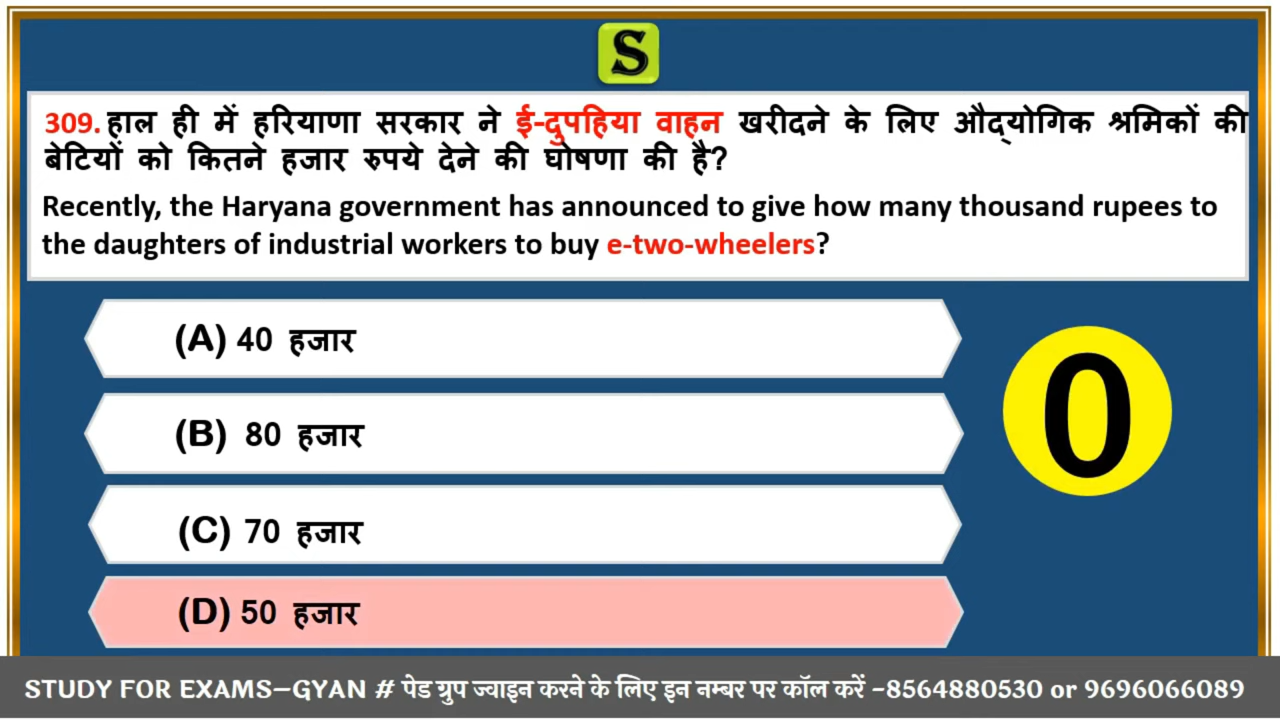 S
309. हाल ही में हरियाणा सरकार ने ई-दुपहिया वाहन खरीदने के लिए औद्योगिक श्रमिकों की
बेटियों को कितने हजार रुपये देने की घोषणा की है?
Recently, the Haryana government has announced to give how many thousand rupees to
the daughters of industrial workers to buy e-two-wheelers?
(A) 40 हजार
(B) 80 हजार
0
(C) 70 हजार
(D) 50 हजार
STUDY FOR EXAMS–GYAN # पेड ग्रुप ज्वाइन करने के लिए इन नम्बर पर कॉल करें –8564880530 or 9696066089